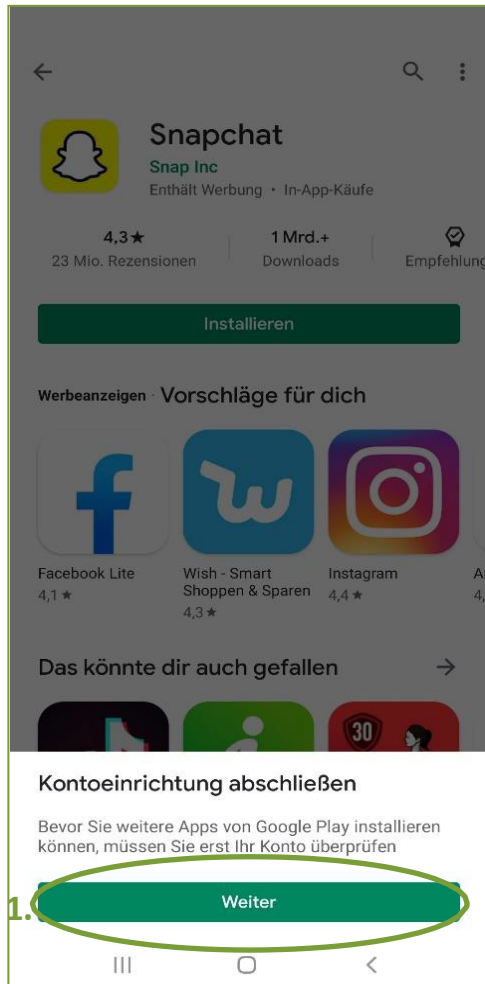 Snapchat
Snap Inc
Enthält Werbung • In-App-Käufe
4,3★ 1 Mrd.+
23 Mio. Rezensionen Downloads Empfehlung
Installieren
Werbeanzeigen · Vorschläge für dich
Facebook Lite Wish - Smart Instagram A
4,1 ★ Shoppen & Sparen 4,4 ★ 4,
4,3 ★
Das könnte dir auch gefallen
30
Kontoeinrichtung abschließen
Bevor Sie weitere Apps von Google Play installieren
können, müssen Sie erst Ihr Konto überprüfen
1. Weiter